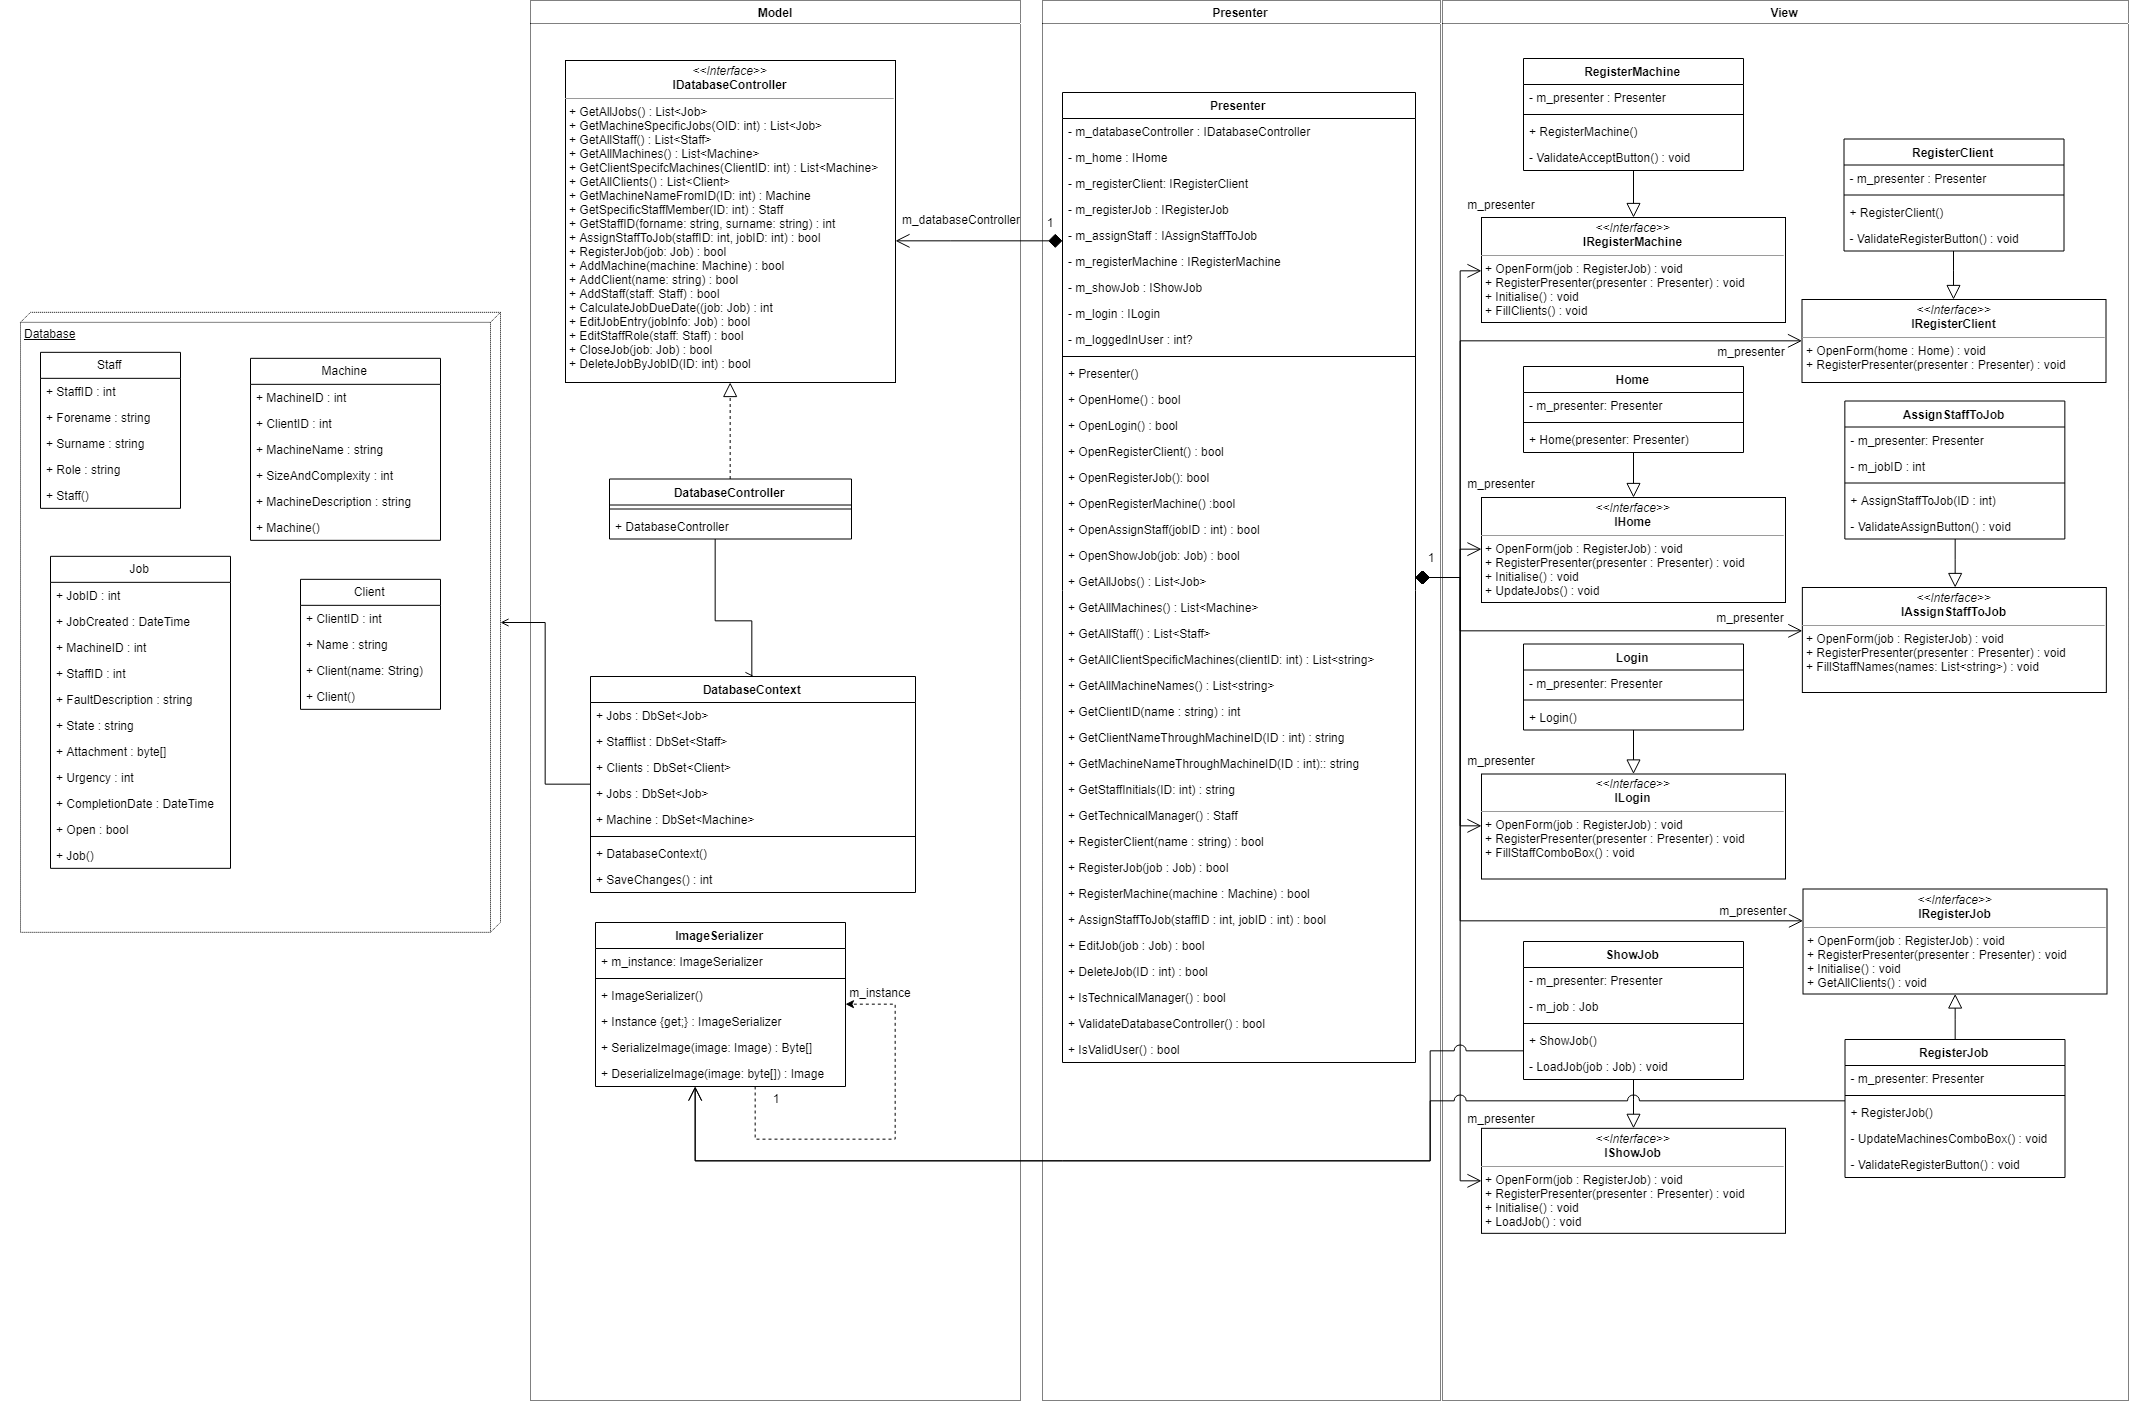 Model
Presenter
View
Database
Staff
+ StaffID : int
+ Forename : string
+ Surname : string
+ Role : string
+ Staff()
Machine
+ MachineID : int
+ ClientID : int
+ MachineName : string
+ SizeAndComplexity : int
+ MachineDescription : string
+ Machine()
Job
+ JobID : int
+ JobCreated : DateTime
+ MachineID : int
+ StaffID : int
+ FaultDescription : string
+ State : string
+ Attachment : byte[]
+ Urgency : int
+ CompletionDate : DateTime
+ Open : bool
+ Job()
Client
+ ClientID : int
+ Name : string
+ Client(name: String)
+ Client()
<<Interface>>
IDatabaseController
+ GetAllJobs() : List<Job>
+ GetMachineSpecificJobs(OID: int) : List<Job>
+ GetAllStaff() : List<Staff>
+ GetAllMachines() : List<Machine>
+ GetClientSpecifcMachines(ClientID: int) : List<Machine>
+ GetAllClients() : List<Client>
+ GetMachineNameFromID(ID: int) : Machine
+ GetSpecificStaffMember(ID: int) : Staff
+ GetStaffID(forname: string, surname: string) : int
+ AssignStaffToJob(staffID: int, jobID: int) : bool
+ RegisterJob(job: Job) : bool
+ AddMachine(machine: Machine) : bool
+ AddClient(name: string) : bool
+ AddStaff(staff: Staff) : bool
+ CalculateJobDueDate((job: Job) : int
+ EditJobEntry(jobInfo: Job) : bool
+ EditStaffRole(staff: Staff) : bool
+ CloseJob(job: Job) : bool
+ DeleteJobByJobID(ID: int) : bool
DatabaseController
+ DatabaseController
DatabaseContext
+ Jobs : DbSet<Job>
+ Stafflist : DbSet<Staff>
+ Clients : DbSet<Client>
+ Jobs : DbSet<Job>
+ Machine : DbSet<Machine>
+ DatabaseContext()
+ SaveChanges() : int
ImageSerializer
+ m_instance: ImageSerializer
+ ImageSerializer()
+ Instance {get;} : ImageSerializer
+ SerializeImage(image: Image) : Byte[]
+ DeserializeImage(image: byte[]) : Image
m_instance
1
m_databaseController
1
Presenter
- m_databaseController : IDatabaseController
- m_home : IHome
- m_registerClient: IRegisterClient
- m_registerJob : IRegisterJob
- m_assignStaff : IAssignStaffToJob
- m_registerMachine : IRegisterMachine
- m_showJob : IShowJob
- m_login : ILogin
- m_loggedInUser : int?
+ Presenter()
+ OpenHome() : bool
+ OpenLogin() : bool
+ OpenRegisterClient() : bool
+ OpenRegisterJob(): bool
+ OpenRegisterMachine() :bool
+ OpenAssignStaff(jobID : int) : bool
+ OpenShowJob(job: Job) : bool
+ GetAllJobs() : List<Job>
+ GetAllMachines() : List<Machine>
+ GetAllStaff() : List<Staff>
+ GetAllClientSpecificMachines(clientID: int) : List<string>
+ GetAllMachineNames() : List<string>
+ GetClientID(name : string) : int
+ GetClientNameThroughMachineID(ID : int) : string
+ GetMachineNameThroughMachineID(ID : int):: string
+ GetStaffInitials(ID: int) : string
+ GetTechnicalManager() : Staff
+ RegisterClient(name : string) : bool
+ RegisterJob(job : Job) : bool
+ RegisterMachine(machine : Machine) : bool
+ AssignStaffToJob(staffID : int, jobID : int) : bool
+ EditJob(job : Job) : bool
+ DeleteJob(ID : int) : bool
+ IsTechnicalManager() : bool
+ ValidateDatabaseController() : bool
+ IsValidUser() : bool
1
RegisterMachine
- m_presenter : Presenter
+ RegisterMachine()
- ValidateAcceptButton() : void
m_presenter
<<Interface>>
IRegisterMachine
+ OpenForm(job : RegisterJob) : void
+ RegisterPresenter(presenter : Presenter) : void
+ Initialise() : void
+ FillClients() : void
RegisterClient
- m_presenter : Presenter
+ RegisterClient()
- ValidateRegisterButton() : void
m_presenter
<<Interface>>
IRegisterClient
+ OpenForm(home : Home) : void
+ RegisterPresenter(presenter : Presenter) : void
Home
- m_presenter: Presenter
+ Home(presenter: Presenter)
m_presenter
<<Interface>>
IHome
+ OpenForm(job : RegisterJob) : void
+ RegisterPresenter(presenter : Presenter) : void
+ Initialise() : void
+ UpdateJobs() : void
AssignStaffToJob
- m_presenter: Presenter
- m_jobID : int
+ AssignStaffToJob(ID : int)
- ValidateAssignButton() : void
m_presenter
<<Interface>>
IAssignStaffToJob
+ OpenForm(job : RegisterJob) : void
+ RegisterPresenter(presenter : Presenter) : void
+ FillStaffNames(names: List<string>) : void
Login
- m_presenter: Presenter
+ Login()
m_presenter
<<Interface>>
ILogin
+ OpenForm(job : RegisterJob) : void
+ RegisterPresenter(presenter : Presenter) : void
+ FillStaffComboBox() : void
m_presenter
<<Interface>>
IRegisterJob
+ OpenForm(job : RegisterJob) : void
+ RegisterPresenter(presenter : Presenter) : void
+ Initialise() : void
+ GetAllClients() : void
ShowJob
- m_presenter: Presenter
- m_job : Job
+ ShowJob()
- LoadJob(job : Job) : void
RegisterJob
- m_presenter: Presenter
+ RegisterJob()
- UpdateMachinesComboBox() : void
- ValidateRegisterButton() : void
m_presenter
<<Interface>>
IShowJob
+ OpenForm(job : RegisterJob) : void
+ RegisterPresenter(presenter : Presenter) : void
+ Initialise() : void
+ LoadJob() : void